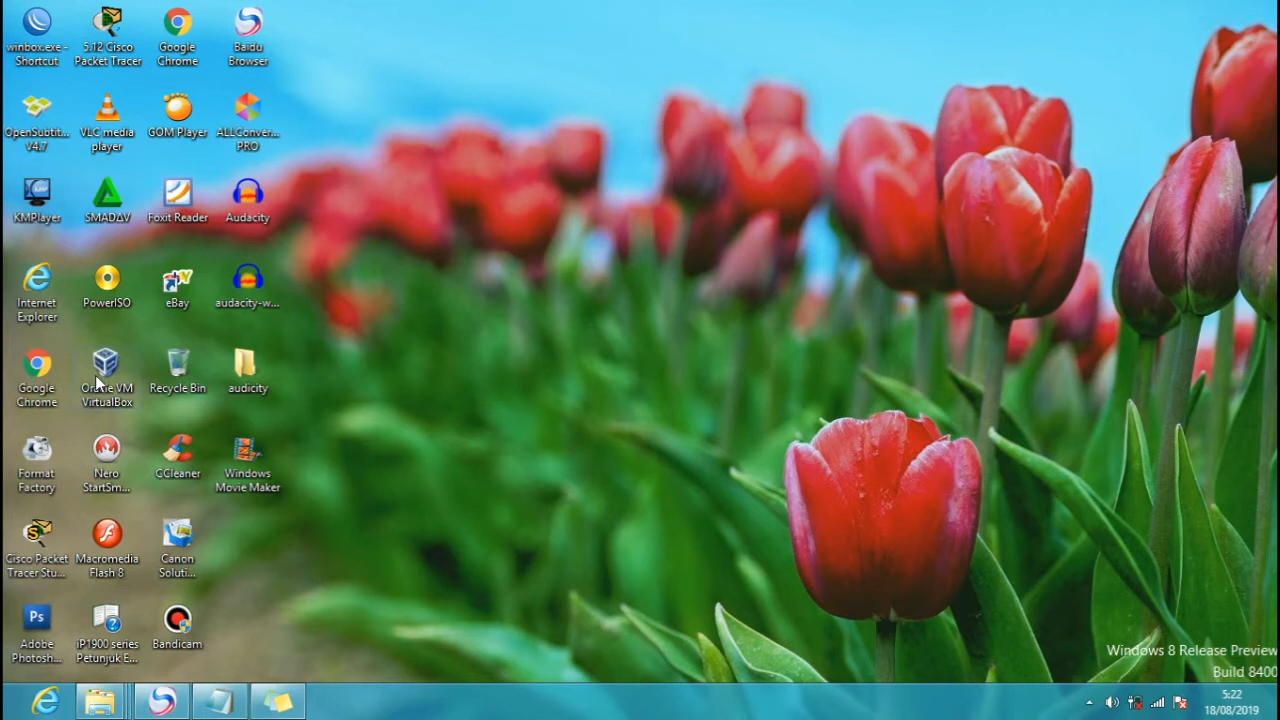 winbox.exe -
Shortcut
5.12 Cisco
Packet Tracer
Google
Chrome
Baidu
Browser
OpenSubtit...
V4.7
VLC media
player
GOM Player
ALLConver...
PRO
KMPlayer
SMADΔV
Foxit Reader
Audacity
Internet
Explorer
PowerISO
eBay
audacity-w...
Google
Chrome
Oracle VM
VirtualBox
Recycle Bin
audicity
Format
Factory
Nero
StartSm...
CCleaner
Windows
Movie Maker
Cisco Packet
Tracer Stu...
Macromedia
Flash 8
Canon
Soluti...
Ps
Adobe
Photosh...
iP1900 series
Petunjuk E...
Bandicam
Windows 8 Release Preview
Build 8400
5:22
18/08/2019